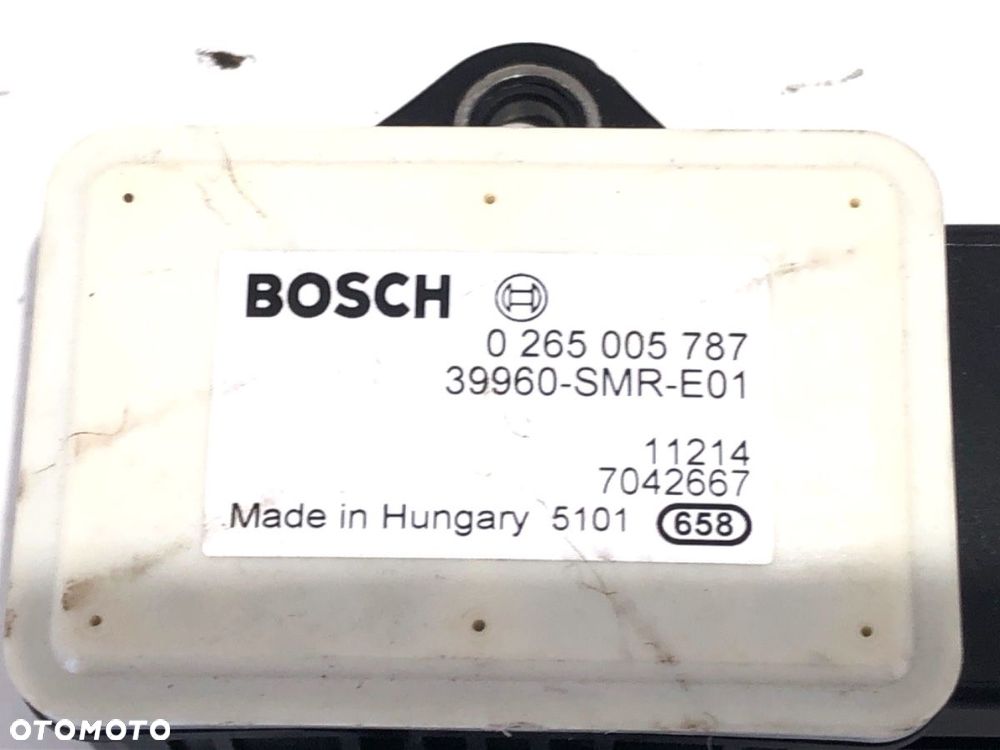 BOSCH
0 265 005 787
39960-SMR-E01
11214
7042667
Made in Hungary 5101 658
OTOMOTO